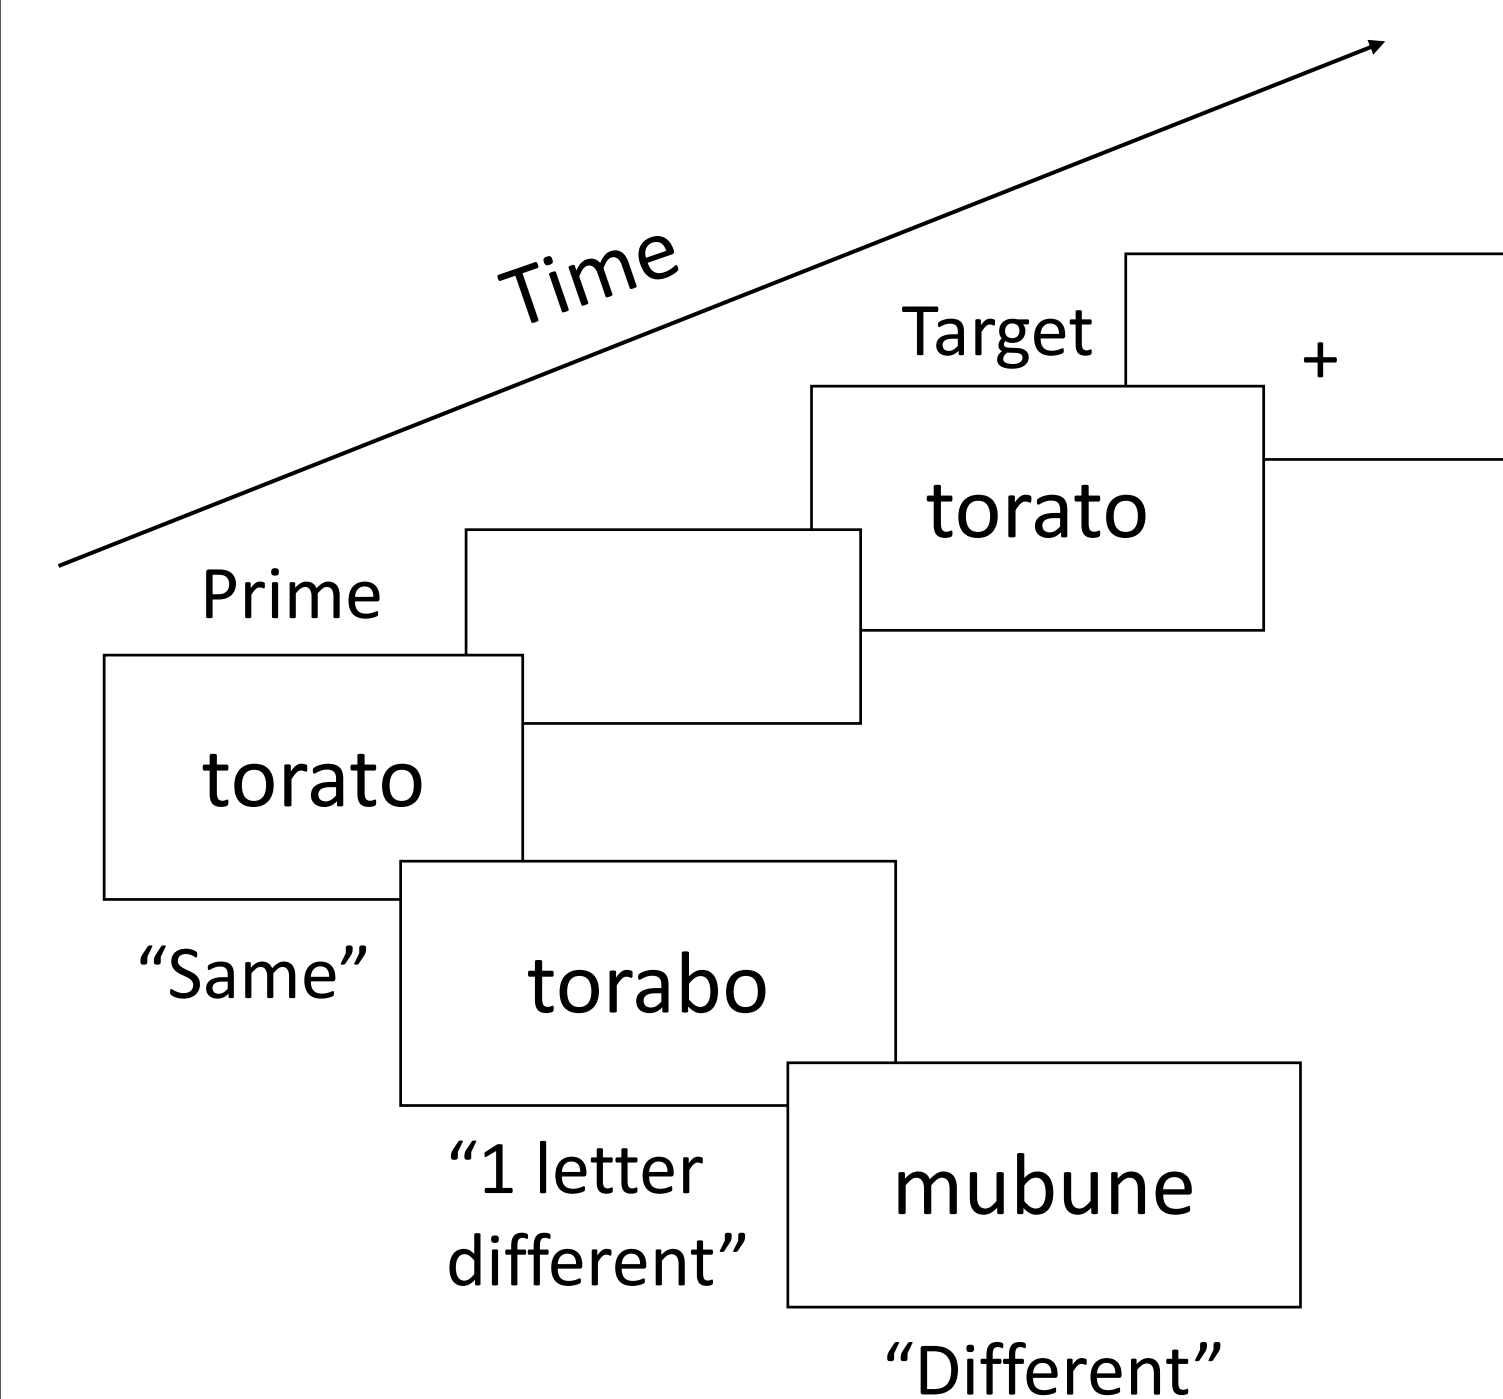 Time
Target
+
torato
Prime
torato
“Same”
torabo
“1 letter
different”
mubune
“Different”